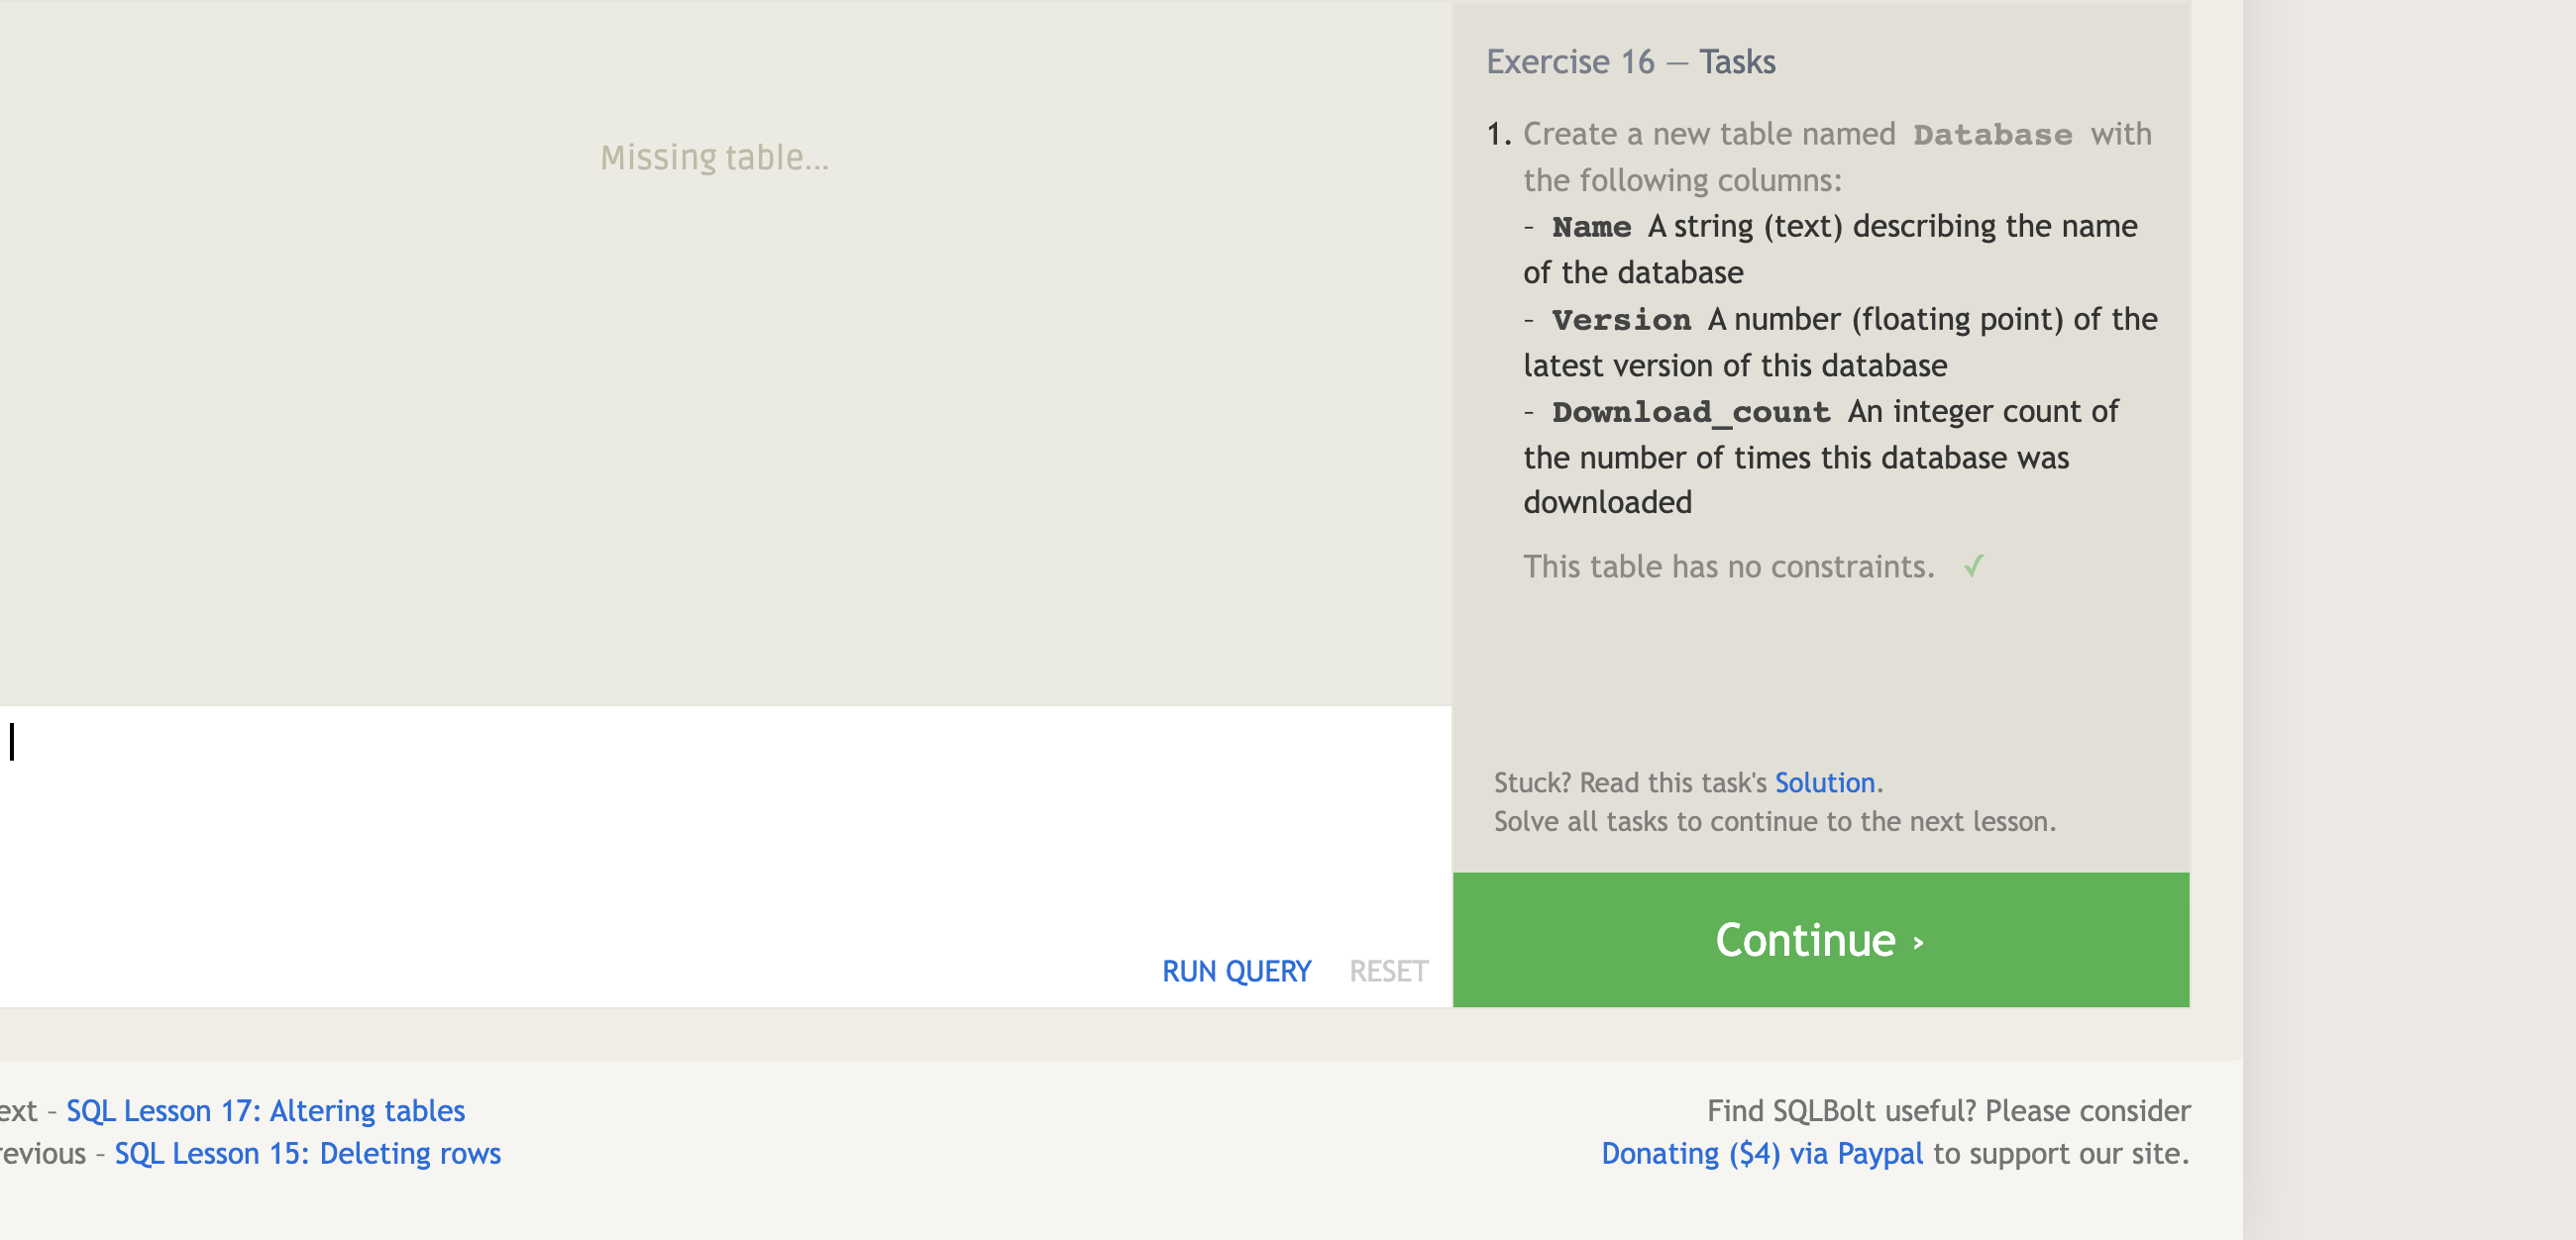 Exercise 16 — Tasks
1. Create a new table named Database with
the following columns:
– Name A string (text) describing the name
of the database
– Version A number (floating point) of the
latest version of this database
– Download_count An integer count of
the number of times this database was
downloaded
This table has no constraints. ✓
Missing table…
Stuck? Read this task's Solution.
Solve all tasks to continue to the next lesson.
RUN QUERY RESET
Continue ›
ext – SQL Lesson 17: Altering tables
revious – SQL Lesson 15: Deleting rows
Find SQLBolt useful? Please consider
Donating ($4) via Paypal to support our site.